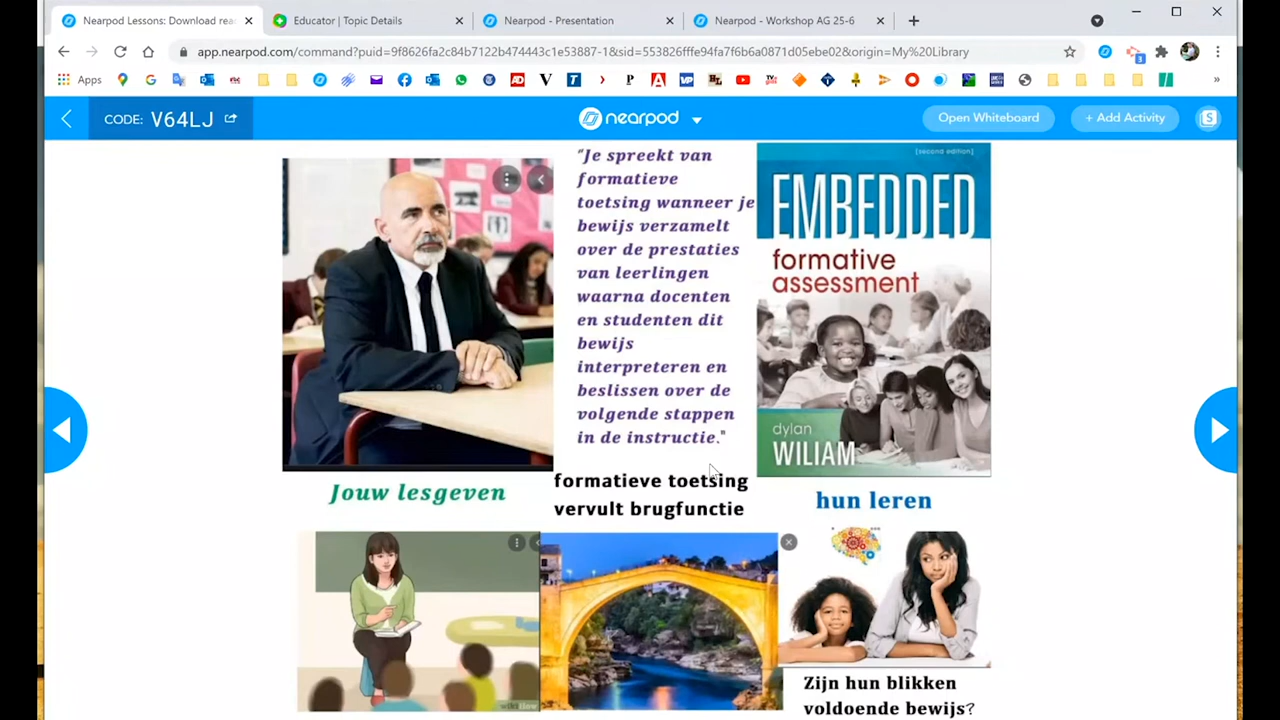 Nearpod Lessons: Download rea
Educator | Topic Details
Nearpod - Presentation
Nearpod - Workshop AG 25-6
app.nearpod.com/command?puid=9f8626fa2c84b7122b474443c1e53887-1&sid=553826fffe94fa7f6b6a0871d05ebe02&origin=My%20Library
Apps
CODE: V64LJ
nearpod
Open Whiteboard
+ Add Activity
"Je spreekt van
formatieve
toetsing wanneer je
bewijs verzamelt
over de prestaties
van leerlingen
waarna docenten
en studenten dit
bewijs
interpreteren en
beslissen over de
volgende stappen
in de instructie."
[second edition]
EMBEDDED
formative
assessment
dylan
WILIAM
Jouw lesgeven
formatieve toetsing
vervult brugfunctie
hun leren
wikiHow
Zijn hun blikken
voldoende bewijs?